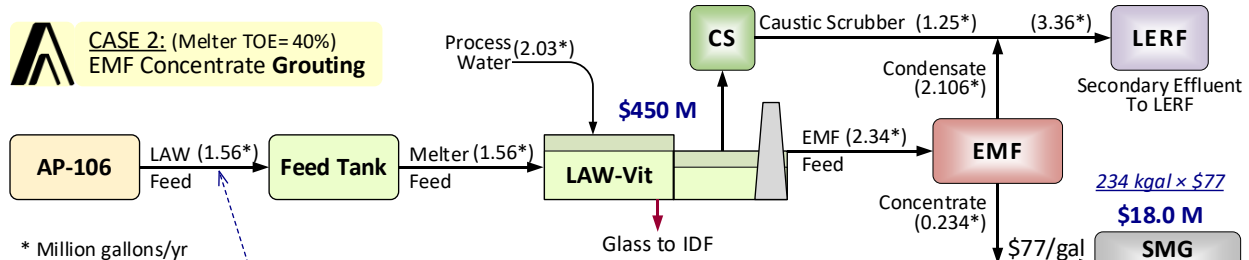 CASE 2: (Melter TOE= 40%)
EMF Concentrate Grouting
Process
Water
(2.03*)
$450 M
CS
Caustic Scrubber (1.25*)
(3.36*)
LERF
Secondary Effluent
To LERF
Condensate
(2.106*)
AP-106
LAW (1.56*)
Feed
Feed Tank
Melter (1.56*)
Feed
LAW-Vit
EMF (2.34*)
Feed
EMF
Glass to IDF
Concentrate
(0.234*)
234 kgal × $77
$18.0 M
$77/gal
SMG
* Million gallons/yr